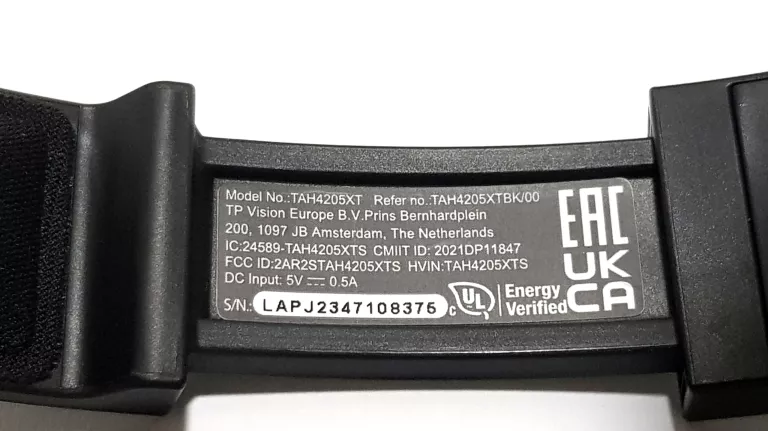 Model No.:TAH4205XT Refer no.:TAH4205XTBK/00
TP Vision Europe B.V.Prins Bernhardplein
200, 1097 JB Amsterdam, The Netherlands
IC:24589-TAH4205XTS CMIIT ID: 2021DP11847
FCC ID:2AR2STAH4205XTS HVIN:TAH4205XTS
DC Input: 5V ⎓ 0.5A
S/N.: LAPJ2347108375
c UL
Energy
Verified
EAC
UK
CA